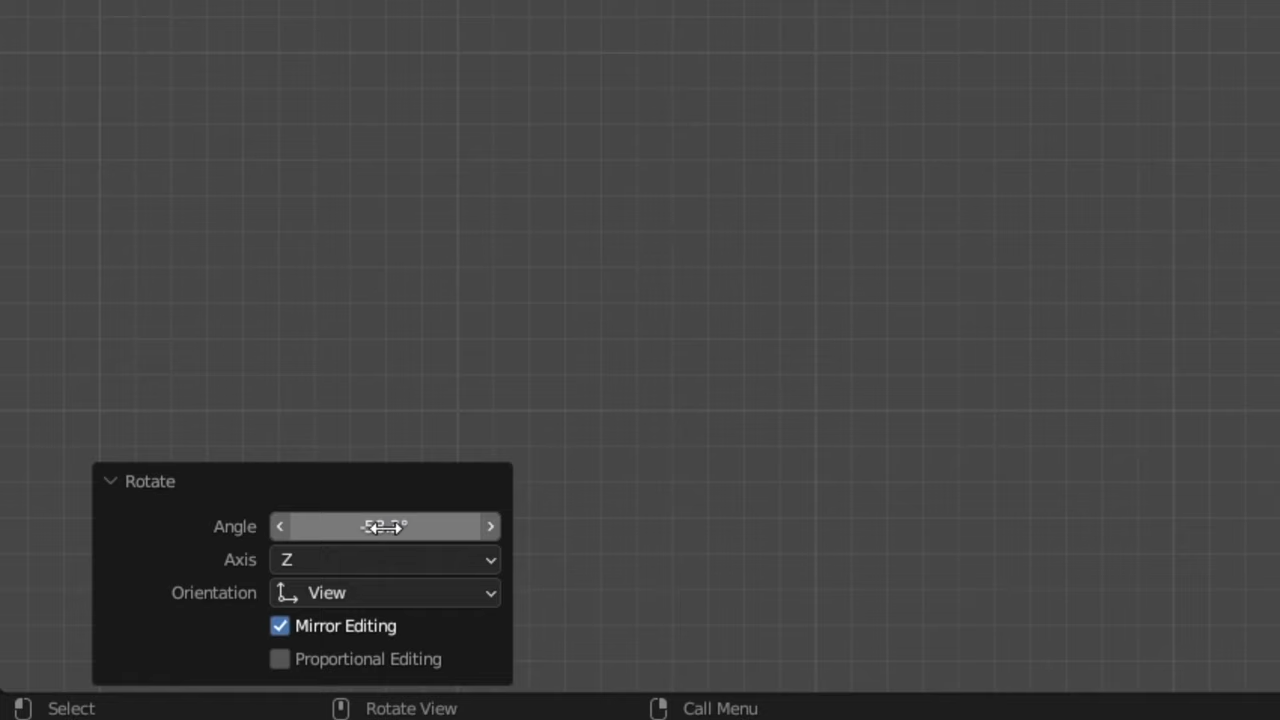 Rotate
Angle
Axis Z
Orientation View
Mirror Editing
Proportional Editing
Select Rotate View Call Menu